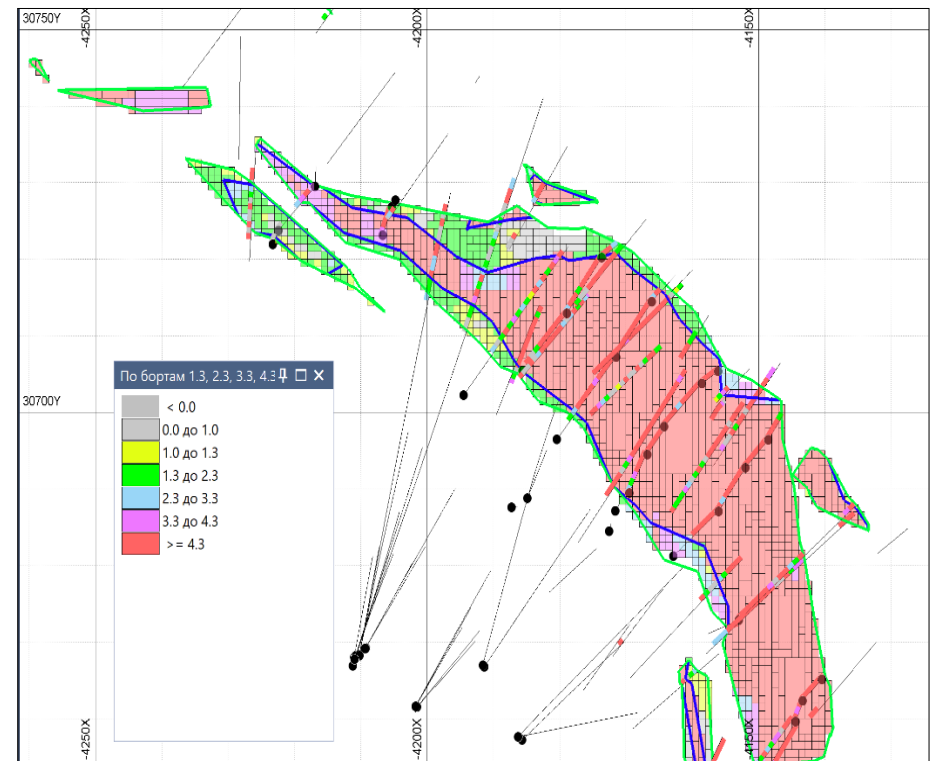 30750Y
-4250X
-4200X
-4150X
По бортам 1.3, 2.3, 3.3, 4.3
30700Y
< 0.0
0.0 до 1.0
1.0 до 1.3
1.3 до 2.3
2.3 до 3.3
3.3 до 4.3
>= 4.3
-4250X
-4200X
-4150X